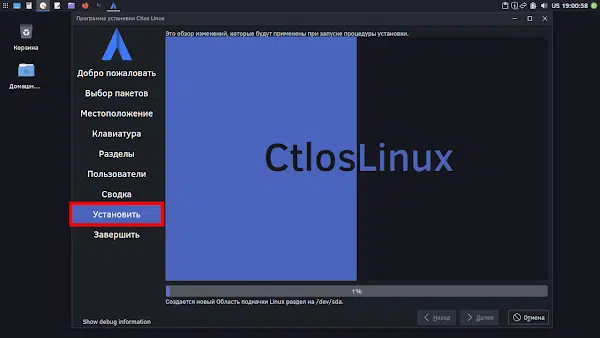 US 19:00:58
Программа установки Ctlos Linux
Корзина
Домашн...
Это обзор изменений, которые будут применены при запуске процедуры установки.
Добро пожаловать
Выбор пакетов
Местоположение
Клавиатура
Разделы
Пользователи
Сводка
Установить
Завершить
CtlosLinux
1%
Создается новый Область подкачки Linux раздел на /dev/sda.
Show debug information
Назад
Далее
Отмена